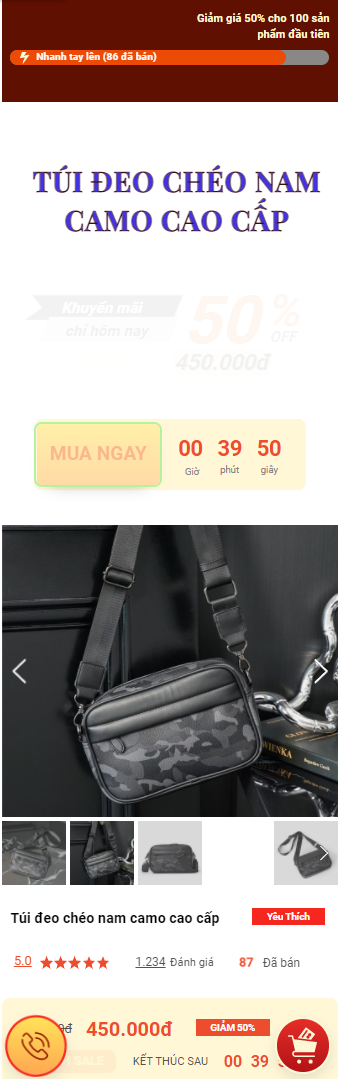 Giảm giá 50% cho 100 sản
phẩm đầu tiên
Nhanh tay lên (86 đã bán)
TÚI ĐEO CHÉO NAM
CAMO CAO CẤP
Khuyến mãi
chỉ hôm nay
50%
OFF
450.000đ
MUA NGAY
00 39 50
Giờ phút giây
Túi đeo chéo nam camo cao cấp
Yêu Thích
5.0
1.234 Đánh giá
87 Đã bán
450.000đ
GIẢM 50%
SALE
KẾT THÚC SAU
00 39